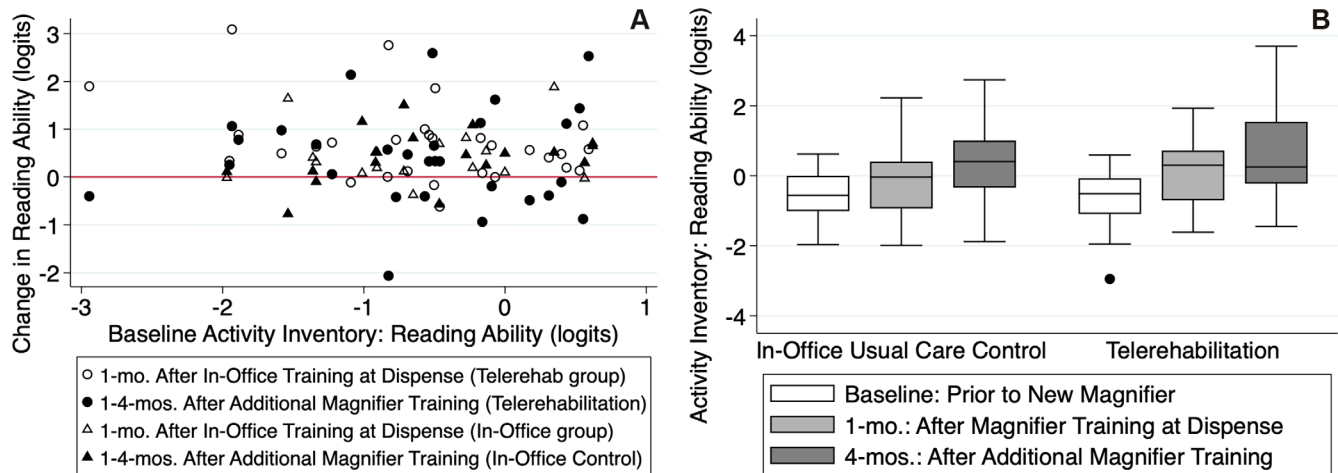 A
Change in Reading Ability (logits)
3
2
1
0
-1
-2
-3 -2 -1 0 1
Baseline Activity Inventory: Reading Ability (logits)
1-mo. After In-Office Training at Dispense (Telerehab group)
1-4-mos. After Additional Magnifier Training (Telerehabilitation)
1-mo. After In-Office Training at Dispense (In-Office group)
1-4-mos. After Additional Magnifier Training (In-Office Control)
B
Activity Inventory: Reading Ability (logits)
4
2
0
-2
-4
In-Office Usual Care Control Telerehabilitation
Baseline: Prior to New Magnifier
1-mo.: After Magnifier Training at Dispense
4-mos.: After Additional Magnifier Training